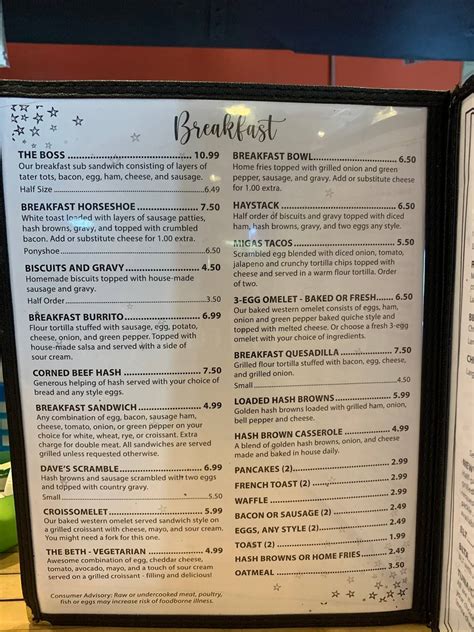 Breakfast
THE BOSS 10.99
Our breakfast sub sandwich consisting of layers of
tater tots, bacon, egg, ham, cheese, and sausage.
Half Size 6.49
BREAKFAST HORSESHOE 7.50
White toast loaded with layers of sausage patties,
hash browns, gravy, and topped with crumbled
bacon. Add or substitute cheese for 1.00 extra.
Ponyshoe 6.50
BISCUITS AND GRAVY 4.50
Homemade biscuits topped with house-made
sausage and gravy.
Half Order 3.50
BREAKFAST BURRITO 6.99
Flour tortilla stuffed with sausage, egg, potato,
cheese, onion, and green pepper. Topped with
house-made salsa and served with a side of
sour cream.
CORNED BEEF HASH 7.50
Generous helping of hash served with your choice of
bread and any style eggs.
BREAKFAST SANDWICH 4.99
Any combination of egg, bacon, sausage, ham,
cheese, tomato, onion, or green pepper on your
choice for white, wheat, rye, or croissant. Extra
charge for double meat. All sandwiches are served
grilled unless requested otherwise.
DAVE'S SCRAMBLE 6.99
Hash browns and sausage scrambled with two eggs
and topped with country gravy.
Small 5.50
CROISSOMELET 5.99
Our baked western omelet served sandwich style on
a grilled croissant with cheese, mayo, and sour cream.
You might need a fork for this one.
THE BETH - VEGETARIAN 4.99
Awesome combination of egg, cheddar cheese,
tomato, avocado, mayo, and a touch of sour cream
served on a grilled croissant - filling and delicious!
Consumer Advisory: Raw or undercooked meat, poultry,
fish or eggs may increase risk of foodborne illness.
BREAKFAST BOWL 6.50
Home fries topped with grilled onion and green
pepper, sausage, and gravy. Add or substitute cheese
for 1.00 extra.
HAYSTACK 6.50
Half order of biscuits and gravy topped with diced
ham, hash browns, gravy, and two eggs any style.
MIGAS TACOS 5.50
Scrambled egg blended with diced onion, tomato,
jalapeno and crunchy tortilla chips topped with
cheese and served in a warm flour tortilla. Order
of two.
3-EGG OMELET - BAKED OR FRESH 6.50
Our baked western omelet consists of eggs, ham,
onion and green pepper baked quiche style and
topped with melted cheese. Or choose a fresh 3-egg
omelet with your choice of ingredients.
BREAKFAST QUESADILLA 7.50
Grilled flour tortilla stuffed with bacon, egg, cheese,
and grilled onion.
Small 4.50
LOADED HASH BROWNS 6.50
Golden hash browns loaded with grilled ham, onion,
bell pepper and cheese.
HASH BROWN CASSEROLE 4.99
A blend of golden hash browns, onion, and cheese
made and baked in house daily.
PANCAKES (2) 2.99
FRENCH TOAST (2)
WAFFLE
BACON OR SAUSAGE (2) 2.99
EGGS, ANY STYLE (2)
TOAST (2) 1.99
HASH BROWNS OR HOME FRIES 2.99
OATMEAL 3.50